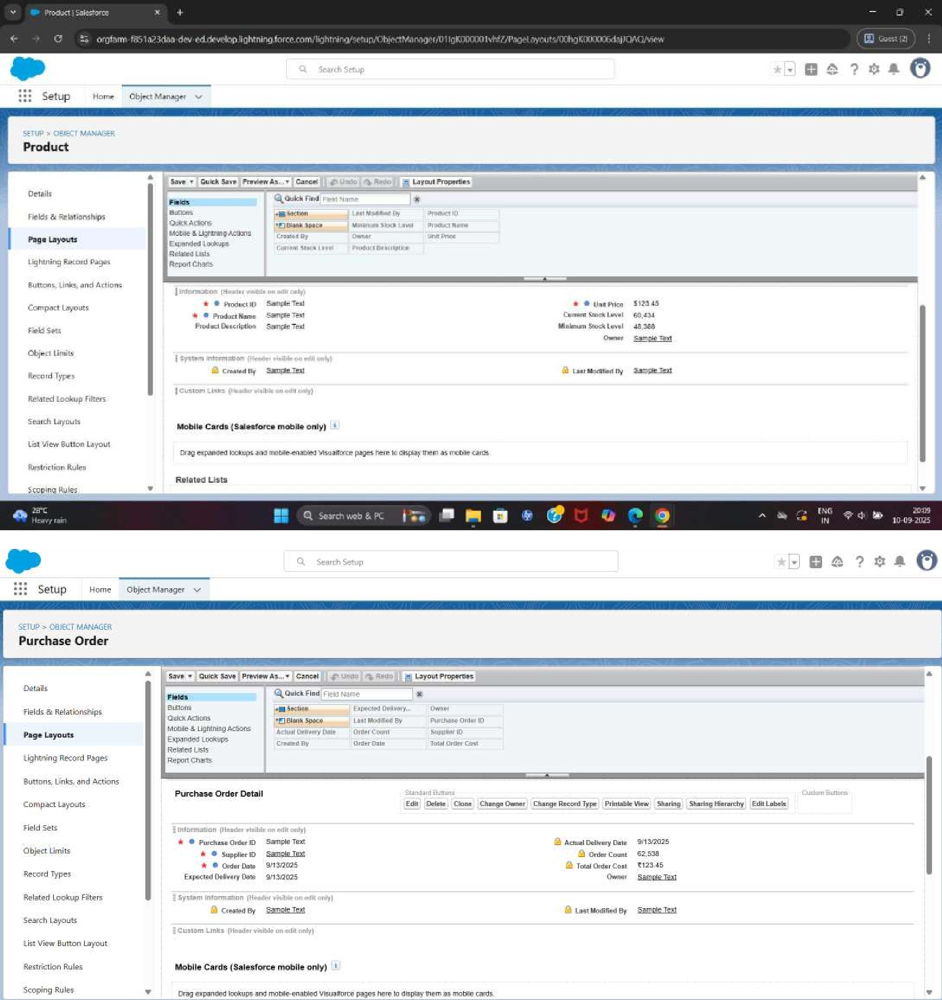 Product | Salesforce
orgfarm-f851a23daa-dev-ed.develop.lightning.force.com/lightning/setup/ObjectManager/01IgK000001vhfZ/PageLayouts/00hgK000006dajJQAQ/view
Guest (2)
Search Setup
Setup Home Object Manager
SETUP > OBJECT MANAGER
Product
Details
Fields & Relationships
Page Layouts
Lightning Record Pages
Buttons, Links, and Actions
Compact Layouts
Field Sets
Object Limits
Record Types
Related Lookup Filters
Search Layouts
List View Button Layout
Restriction Rules
Scoping Rules
Save Quick Save Preview As... Cancel Undo Redo Layout Properties
Fields
Buttons
Quick Actions
Mobile & Lightning Actions
Expanded Lookups
Related Lists
Report Charts
Quick Find Field Name
Section Last Modified By Product ID
Blank Space Minimum Stock Level Product Name
Created By Owner Unit Price
Current Stock Level Product Description
Information (Header visible on edit only)
Product ID Sample Text Unit Price $123.45
Product Name Sample Text Current Stock Level 60,434
Product Description Sample Text Minimum Stock Level 48,388
Owner Sample Text
System Information (Header visible on edit only)
Created By Sample Text Last Modified By Sample Text
Custom Links (Header visible on edit only)
Mobile Cards (Salesforce mobile only)
Drag expanded lookups and mobile-enabled Visualforce pages here to display them as mobile cards.
Related Lists
28°C
Heavy rain
Search web & PC
ENG
IN
20:09
10-09-2025
Search Setup
Setup Home Object Manager
SETUP > OBJECT MANAGER
Purchase Order
Details
Fields & Relationships
Page Layouts
Lightning Record Pages
Buttons, Links, and Actions
Compact Layouts
Field Sets
Object Limits
Record Types
Related Lookup Filters
Search Layouts
List View Button Layout
Restriction Rules
Scoping Rules
Save Quick Save Preview As... Cancel Undo Redo Layout Properties
Fields
Buttons
Quick Actions
Mobile & Lightning Actions
Expanded Lookups
Related Lists
Report Charts
Quick Find Field Name
Section Expected Delivery... Owner
Blank Space Last Modified By Purchase Order ID
Actual Delivery Date Order Count Supplier ID
Created By Order Date Total Order Cost
Purchase Order Detail
Standard Buttons
Edit Delete Clone Change Owner Change Record Type Printable View Sharing Sharing Hierarchy Edit Labels
Custom Buttons
Information (Header visible on edit only)
Purchase Order ID Sample Text Actual Delivery Date 9/13/2025
Supplier ID Sample Text Order Count 62,538
Order Date 9/13/2025 Total Order Cost ₹123.45
Expected Delivery Date 9/13/2025 Owner Sample Text
System Information (Header visible on edit only)
Created By Sample Text Last Modified By Sample Text
Custom Links (Header visible on edit only)
Mobile Cards (Salesforce mobile only)
Drag expanded lookups and mobile-enabled Visualforce pages here to display them as mobile cards.